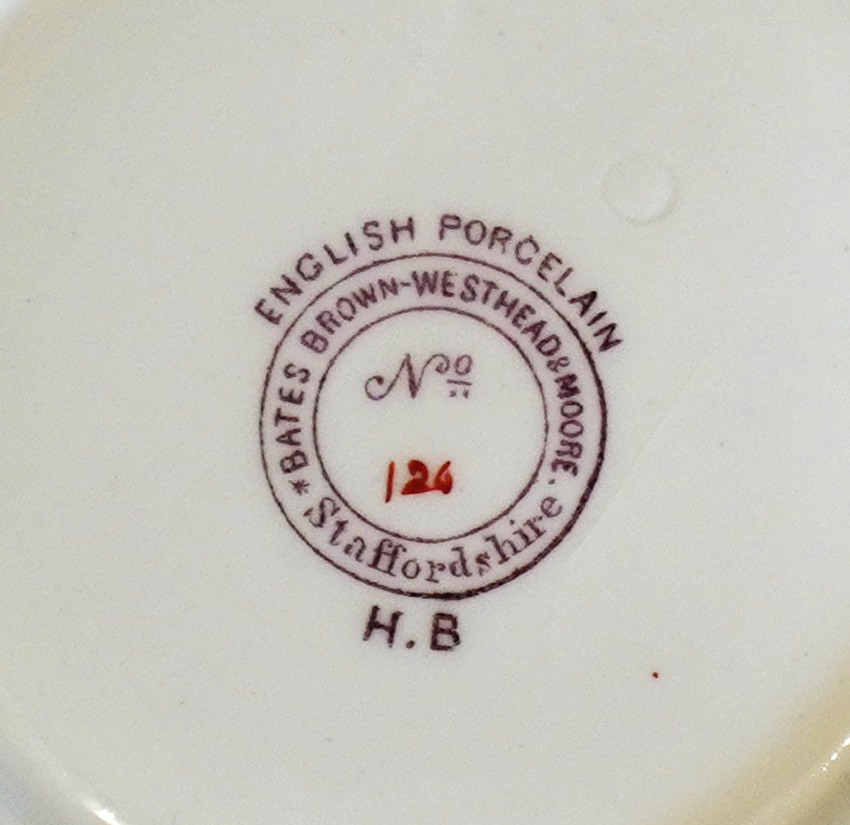 ENGLISH PORCELAIN
*BATES BROWN-WESTHEAD & MOORE.
Staffordshire
No
126
H.B